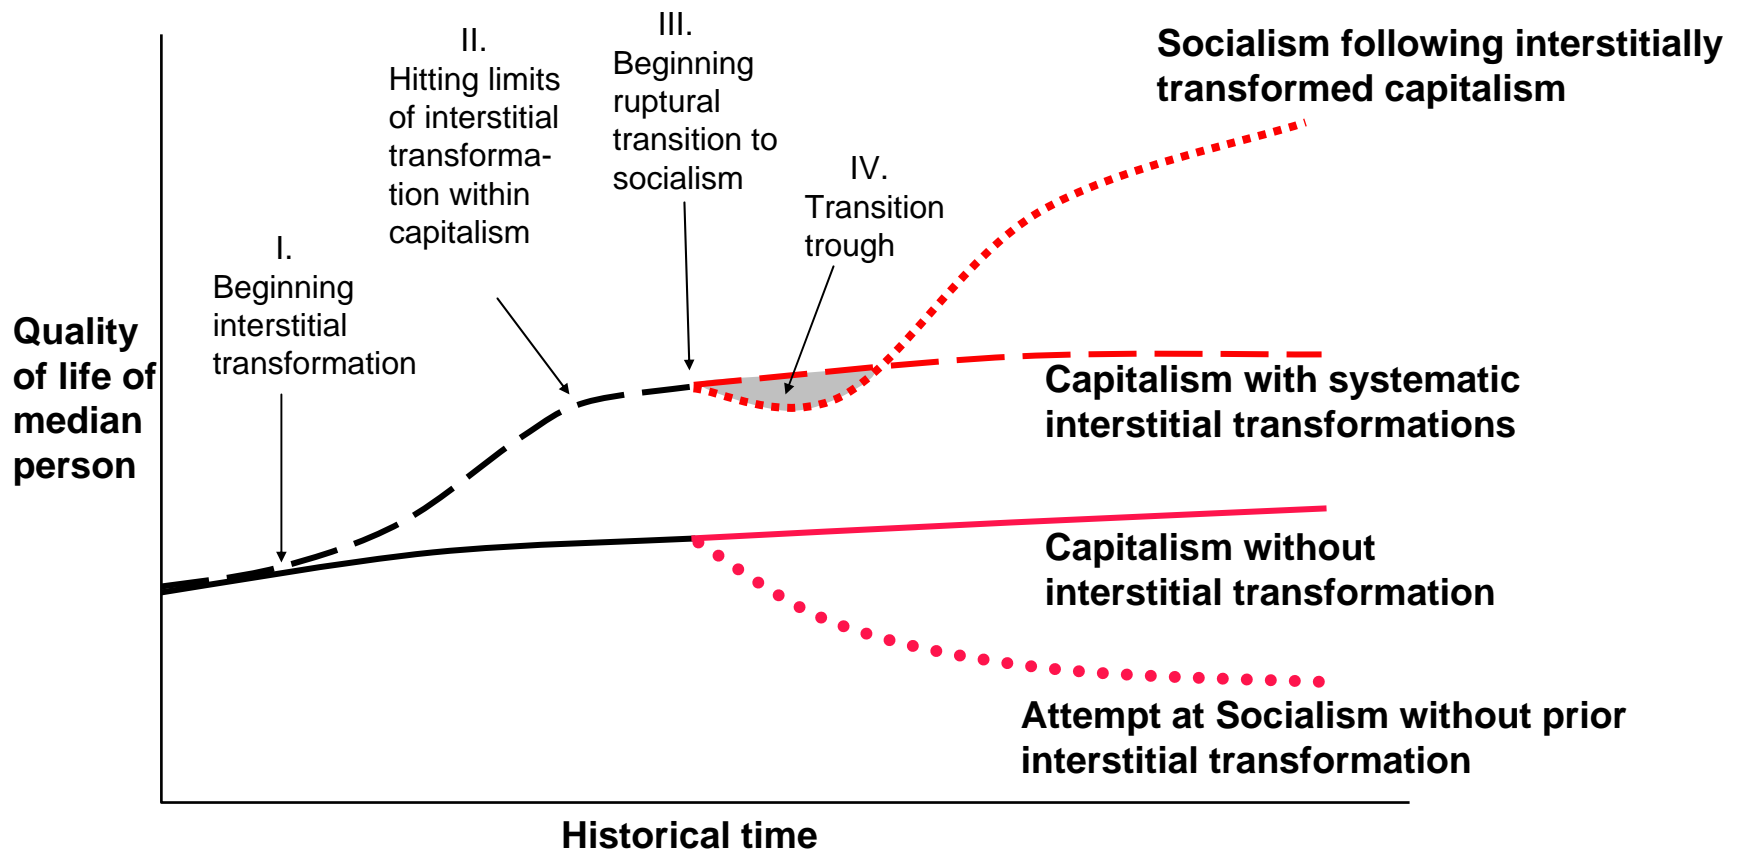 I.
Beginning
interstitial
transformation
II.
Hitting limits
of interstitial
transforma-
tion within
capitalism
III.
Beginning
ruptural
transition to
socialism
IV.
Transition
trough
Socialism following interstitially
transformed capitalism
Quality
of life of
median
person
Capitalism with systematic
interstitial transformations
Capitalism without
interstitial transformation
Attempt at Socialism without prior
interstitial transformation
Historical time